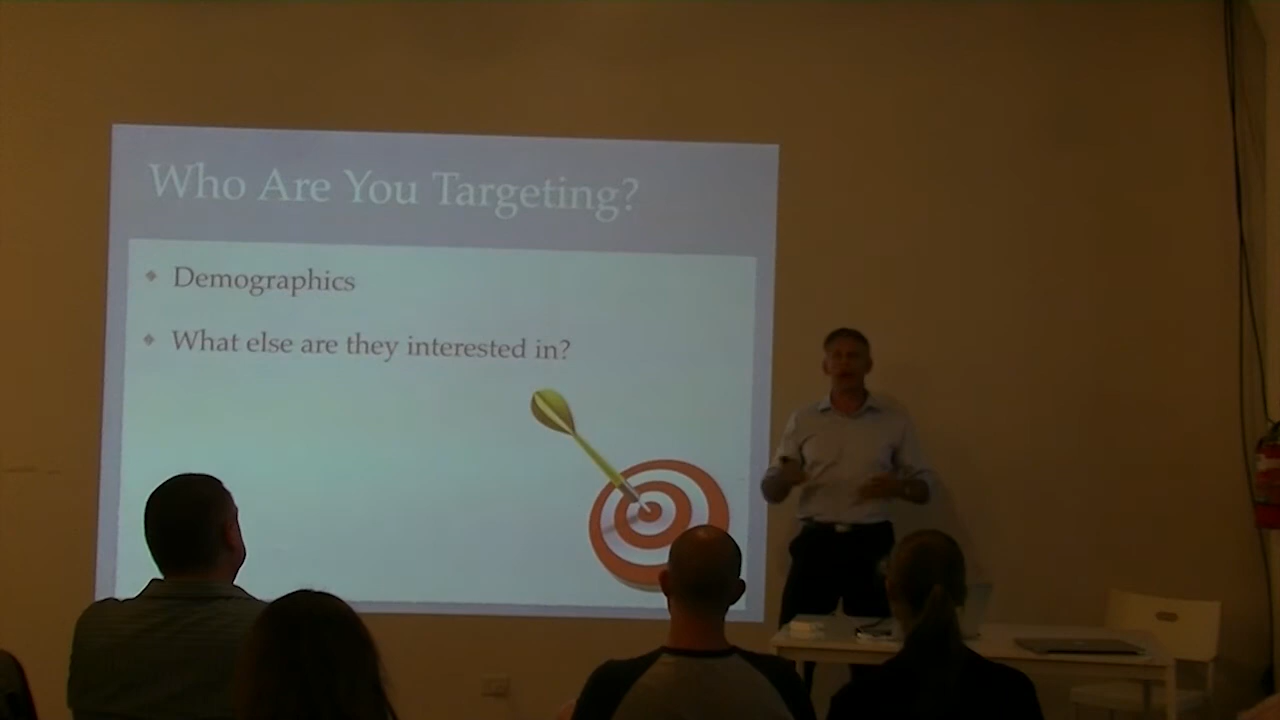 Who Are You Targeting?
Demographics
What else are they interested in?